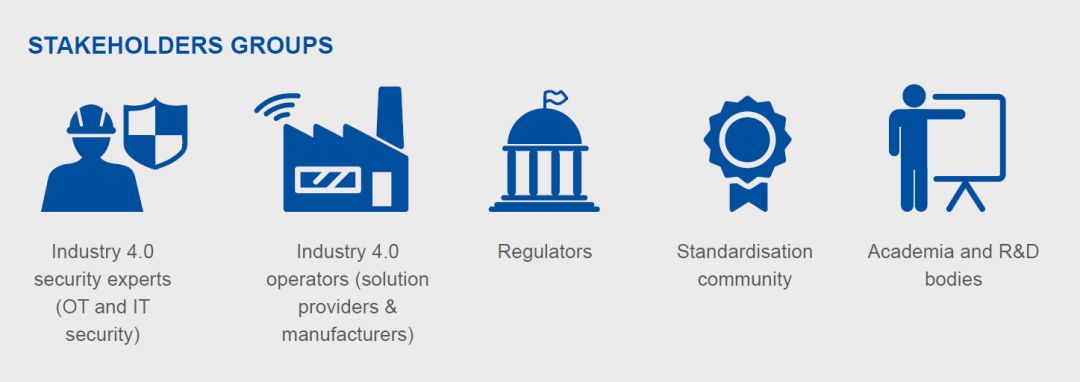 STAKEHOLDERS GROUPS
Industry 4.0
security experts
(OT and IT
security)
Industry 4.0
operators (solution
providers &
manufacturers)
Regulators
Standardisation
community
Academia and R&D
bodies